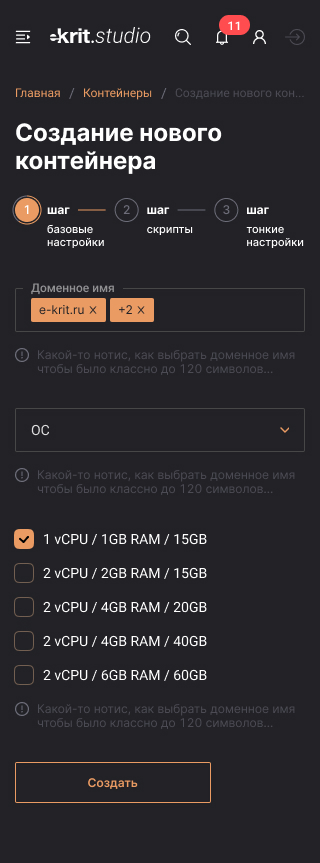 e-krit.studio
11
Главная / Контейнеры / Создание нового кон...
Создание нового
контейнера
1 шаг 2 шаг 3 шаг
базовые
настройки
скрипты
тонкие
настройки
Доменное имя
e-krit.ru × +2 ×
Какой-то нотис, как выбрать доменное имя
чтобы было классно до 120 символов...
ОС
Какой-то нотис, как выбрать доменное имя
чтобы было классно до 120 символов...
1 vCPU / 1GB RAM / 15GB
2 vCPU / 2GB RAM / 15GB
2 vCPU / 4GB RAM / 20GB
2 vCPU / 4GB RAM / 40GB
2 vCPU / 6GB RAM / 60GB
Какой-то нотис, как выбрать доменное имя
чтобы было классно до 120 символов...
Создать